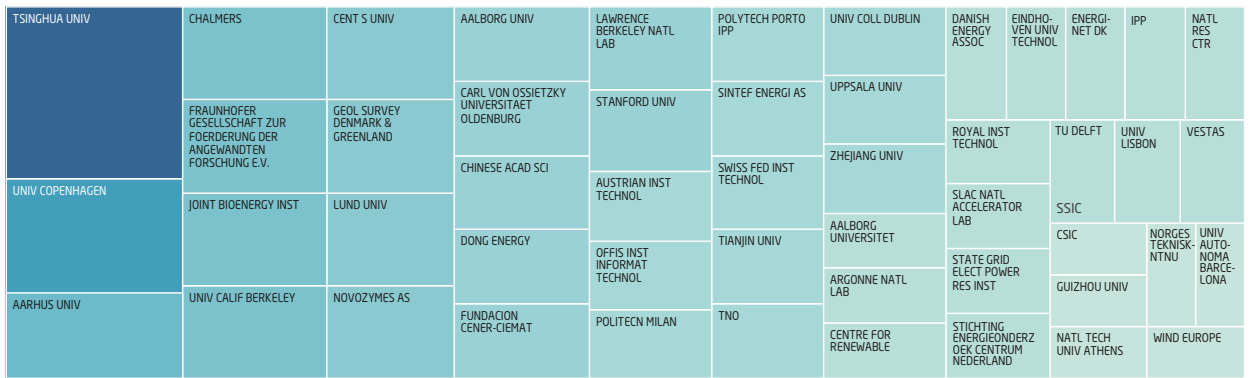 TSINGHUA UNIV
UNIV COPENHAGEN
AARHUS UNIV
CHALMERS
FRAUNHOFER
GESELLSCHAFT ZUR
FOERDERUNG DER
ANGEWANDTEN
FORSCHUNG E.V.
JOINT BIOENERGY INST
UNIV CALIF BERKELEY
CENT S UNIV
GEOL SURVEY
DENMARK &
GREENLAND
LUND UNIV
NOVOZYMES AS
AALBORG UNIV
CARL VON OSSIETZKY
UNIVERSITAET
OLDENBURG
CHINESE ACAD SCI
DONG ENERGY
FUNDACION
CENER-CIEMAT
LAWRENCE
BERKELEY NATL
LAB
STANFORD UNIV
AUSTRIAN INST
TECHNOL
OFFIS INST
INFORMAT
TECHNOL
POLITECN MILAN
POLYTECH PORTO
IPP
SINTEF ENERGI AS
SWISS FED INST
TECHNOL
TIANJIN UNIV
TNO
UNIV COLL DUBLIN
UPPSALA UNIV
ZHEJIANG UNIV
AALBORG
UNIVERSITET
ARGONNE NATL
LAB
CENTRE FOR
RENEWABLE
DANISH
ENERGY
ASSOC
EINDHO-
VEN UNIV
TECHNOL
ENERGI-
NET DK
IPP
NATL
RES
CTR
ROYAL INST
TECHNOL
SLAC NATL
ACCELERATOR
LAB
STATE GRID
ELECT POWER
RES INST
STICHTING
ENERGIEONDERZ
OEK CENTRUM
NEDERLAND
TU DELFT
SSIC
UNIV
LISBON
VESTAS
CSIC
GUIZHOU UNIV
NATL TECH
UNIV ATHENS
NORGES
TEKNISK-
NTNU
UNIV
AUTO-
NOMA
BARCE-
LONA
WIND EUROPE